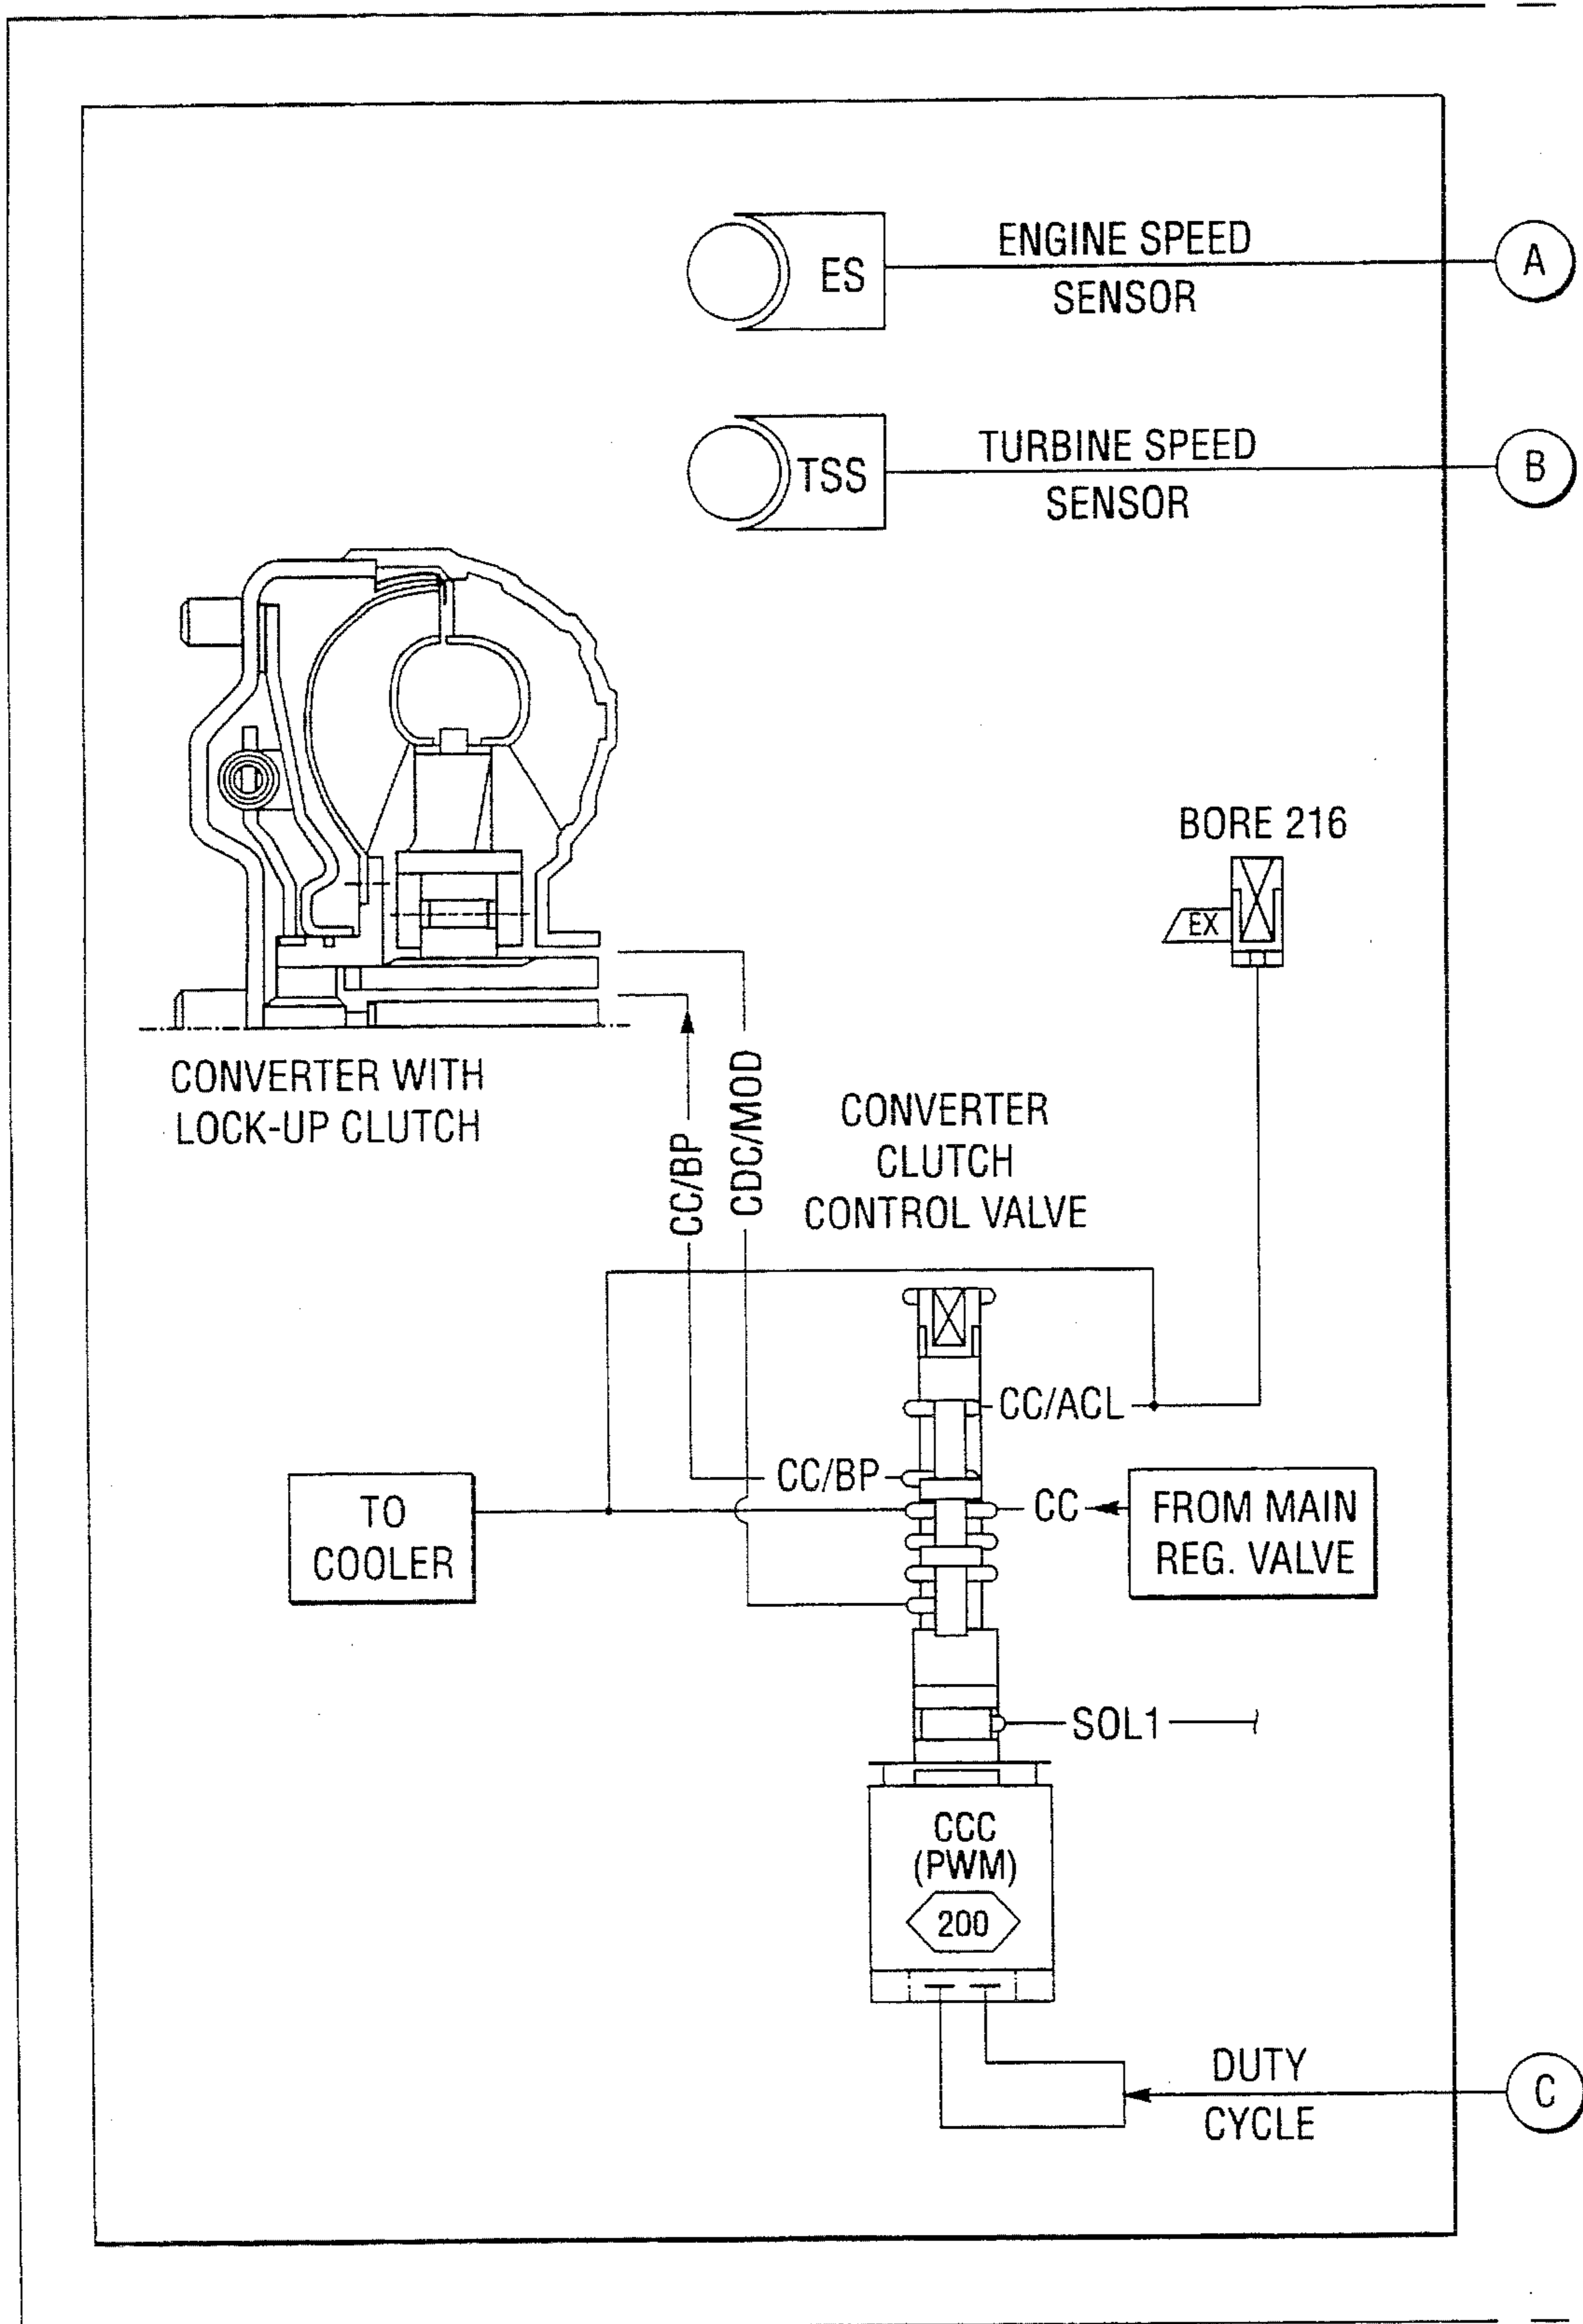 ENGINE SPEED
SENSOR
ES
A
TURBINE SPEED
SENSOR
TSS
B
BORE 216
EX
CONVERTER WITH
LOCK-UP CLUTCH
CC/BP
CDC/MOD
CONVERTER
CLUTCH
CONTROL VALVE
CC/ACL
CC/BP
TO
COOLER
CC
FROM MAIN
REG. VALVE
SOL1
CCC
(PWM)
200
DUTY
CYCLE
C